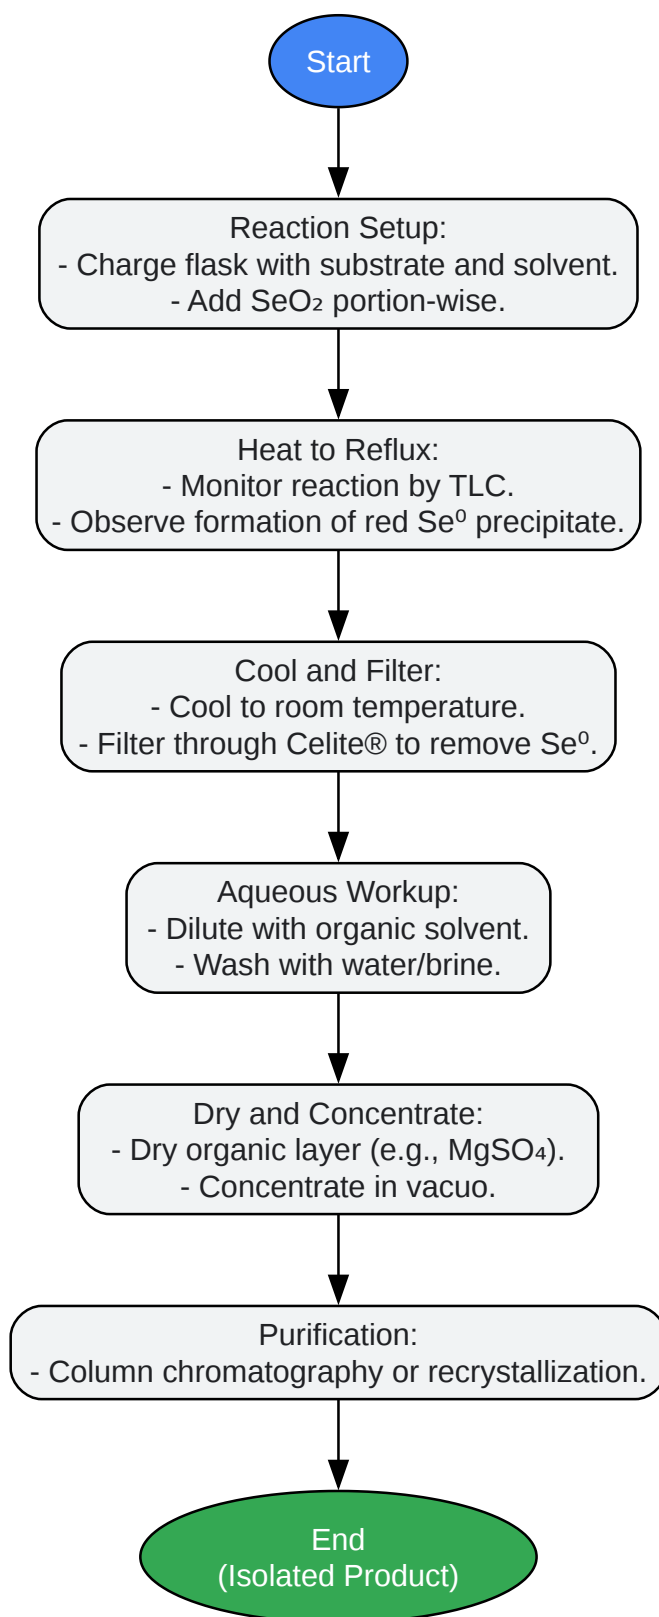 Start
Reaction Setup:
- Charge flask with substrate and solvent.
- Add SeO₂ portion-wise.
Heat to Reflux:
- Monitor reaction by TLC.
- Observe formation of red Se⁰ precipitate.
Cool and Filter:
- Cool to room temperature.
- Filter through Celite® to remove Se⁰.
Aqueous Workup:
- Dilute with organic solvent.
- Wash with water/brine.
Dry and Concentrate:
- Dry organic layer (e.g., MgSO₄).
- Concentrate in vacuo.
Purification:
- Column chromatography or recrystallization.
End
(Isolated Product)